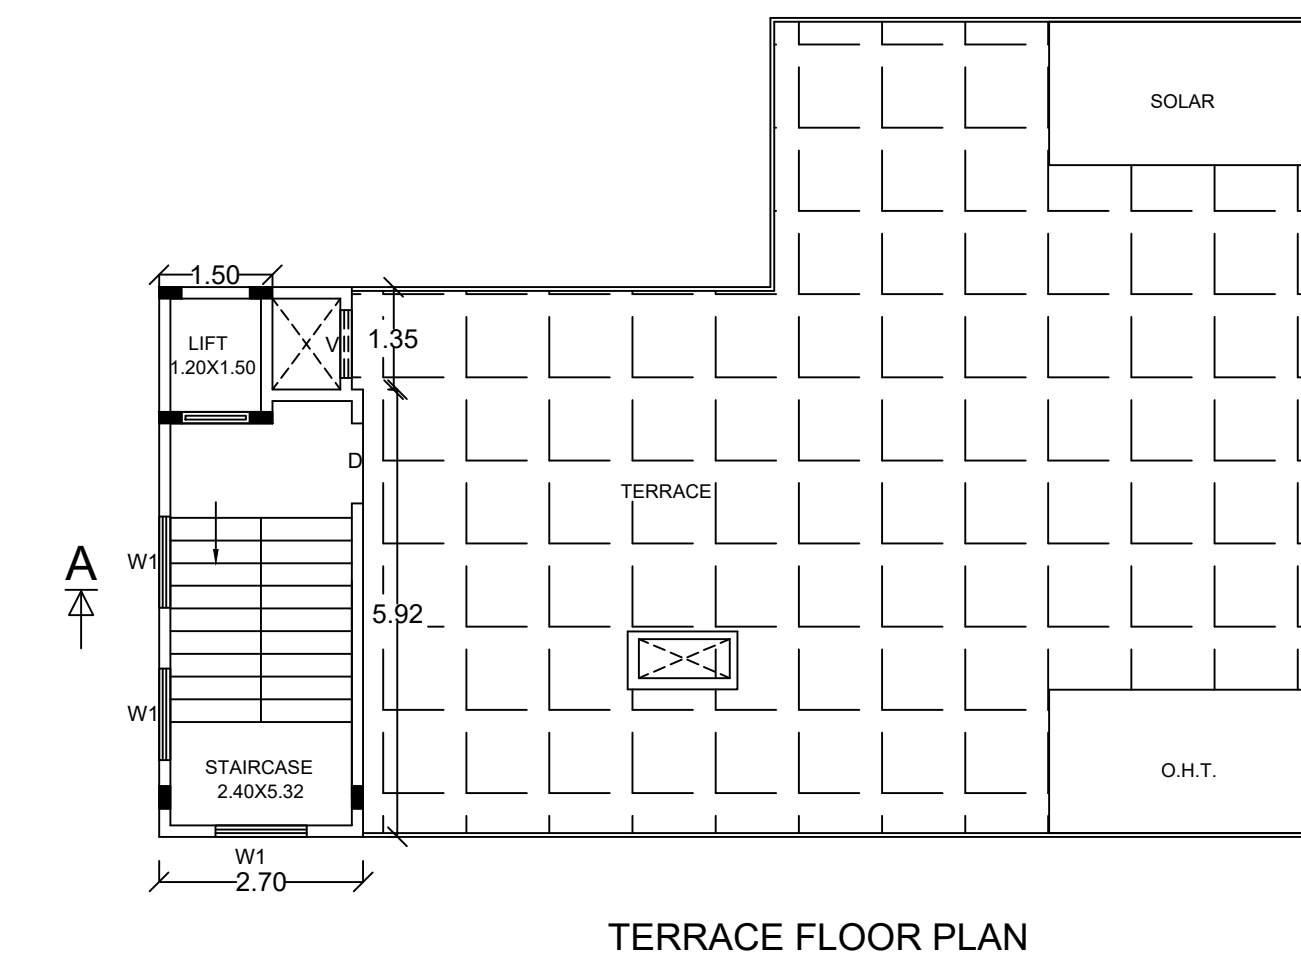 SOLAR
1.50
LIFT
1.20X1.50
V
1.35
D
TERRACE
A
W1
5.92
W1
STAIRCASE
2.40X5.32
O.H.T.
W1
2.70
TERRACE FLOOR PLAN